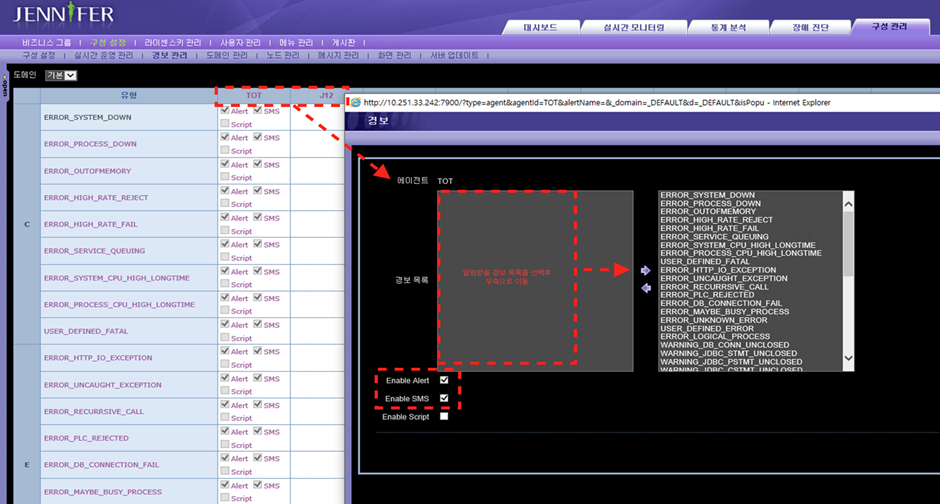 JENNIFER
대시보드 실시간 모니터링 통계 분석 장애 진단 구성 관리
비즈니스 그룹 구성 설정 라이센스키 관리 사용자 관리 메뉴 관리 게시판
구성 설정 실시간 운영 관리 경보 관리 도메인 관리 노드 관리 메시지 관리 화면 관리 서버 업데이트
open
도메인 기본
유형 TOT J12
C
ERROR_SYSTEM_DOWN Alert SMS
Script
ERROR_PROCESS_DOWN Alert SMS
Script
ERROR_OUTOFMEMORY Alert SMS
Script
ERROR_HIGH_RATE_REJECT Alert SMS
Script
ERROR_HIGH_RATE_FAIL Alert SMS
Script
ERROR_SERVICE_QUEUING Alert SMS
Script
ERROR_SYSTEM_CPU_HIGH_LONGTIME Alert SMS
Script
ERROR_PROCESS_CPU_HIGH_LONGTIME Alert SMS
Script
USER_DEFINED_FATAL Alert SMS
Script
E
ERROR_HTTP_IO_EXCEPTION Alert SMS
Script
ERROR_UNCAUGHT_EXCEPTION Alert SMS
Script
ERROR_RECURRSIVE_CALL Alert SMS
Script
ERROR_PLC_REJECTED Alert SMS
Script
ERROR_DB_CONNECTION_FAIL Alert SMS
Script
ERROR_MAYBE_BUSY_PROCESS Alert SMS
Script
http://10.251.33.242:7900/?type=agent&agentId=TOT&alertName=&_domain=_DEFAULT&d=_DEFAULT&isPopu - Internet Explorer
경보
에이전트 TOT
경보 목록
알림받을 경보 목록를 선택후
우측으로 이동
ERROR_SYSTEM_DOWN
ERROR_PROCESS_DOWN
ERROR_OUTOFMEMORY
ERROR_HIGH_RATE_REJECT
ERROR_HIGH_RATE_FAIL
ERROR_SERVICE_QUEUING
ERROR_SYSTEM_CPU_HIGH_LONGTIME
ERROR_PROCESS_CPU_HIGH_LONGTIME
USER_DEFINED_FATAL
ERROR_HTTP_IO_EXCEPTION
ERROR_UNCAUGHT_EXCEPTION
ERROR_RECURRSIVE_CALL
ERROR_PLC_REJECTED
ERROR_DB_CONNECTION_FAIL
ERROR_MAYBE_BUSY_PROCESS
ERROR_UNKNOWN_ERROR
USER_DEFINED_ERROR
ERROR_LOGICAL_PROCESS
WARNING_DB_CONN_UNCLOSED
WARNING_JDBC_STMT_UNCLOSED
WARNING_JDBC_PSTMT_UNCLOSED
WARNING_JDBC_CSTMT_UNCLOSED
Enable Alert
Enable SMS
Enable Script